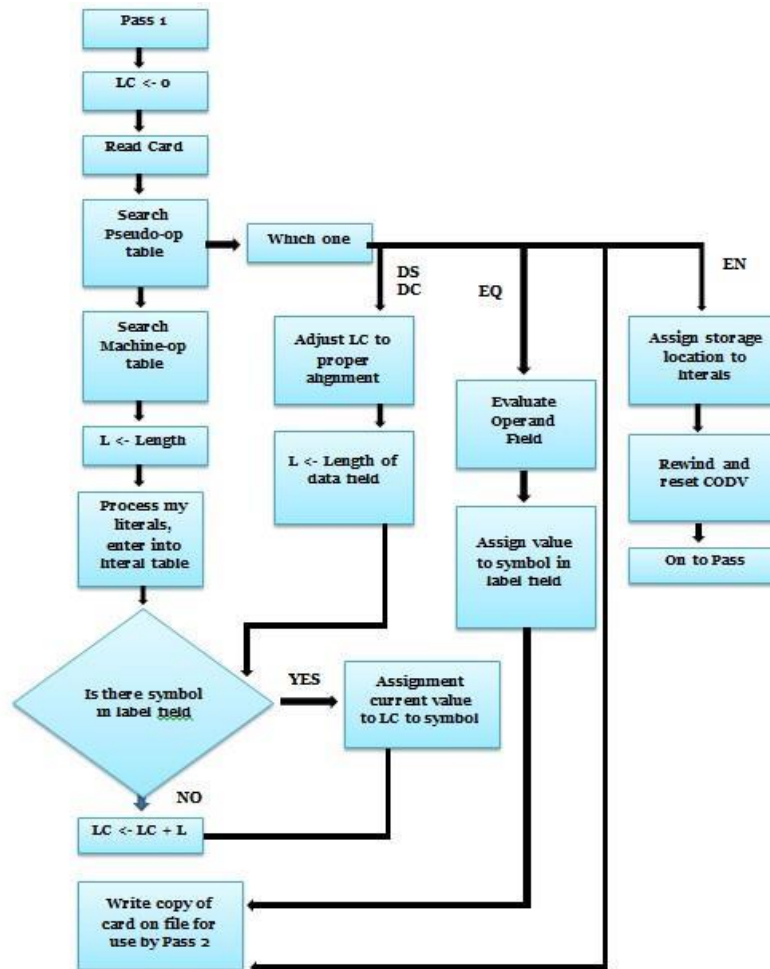 Pass 1
LC <- 0
Read Card
Search
Pseudo-op
table
Which one
DS
DC
EQ
EN
Search
Machine-op
table
Adjust LC to
proper
alignment
Assign storage
location to
literals
Evaluate
Operand
Field
L <- Length
L <- Length of
data field
Rewind and
reset CODV
Process my
literals,
enter into
literal table
Assign value
to symbol in
label field
On to Pass
Is there symbol
in label field
YES
Assignment
current value
to LC to symbol
NO
LC <- LC + L
Write copy of
card on file for
use by Pass 2